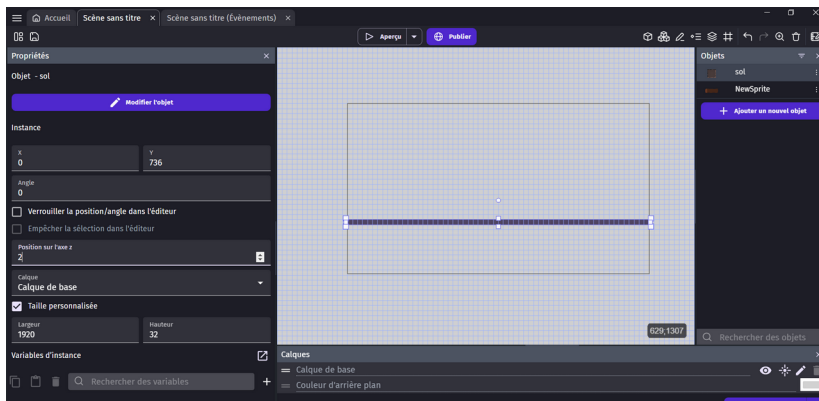 Accueil
Scène sans titre ×
Scène sans titre (Évènements) ×
Aperçu
Publier
Propriétés
Objet - sol
Modifier l'objet
Instance
X
0
Y
736
Angle
0
Verrouiller la position/angle dans l'éditeur
Empêcher la sélection dans l'éditeur
Position sur l'axe z
2
Calque
Calque de base
Taille personnalisée
Largeur
1920
Hauteur
32
Variables d'instance
Rechercher des variables
629;1307
Calques
Calque de base
Couleur d'arrière plan
Objets
sol
NewSprite
+ Ajouter un nouvel objet
Rechercher des objets